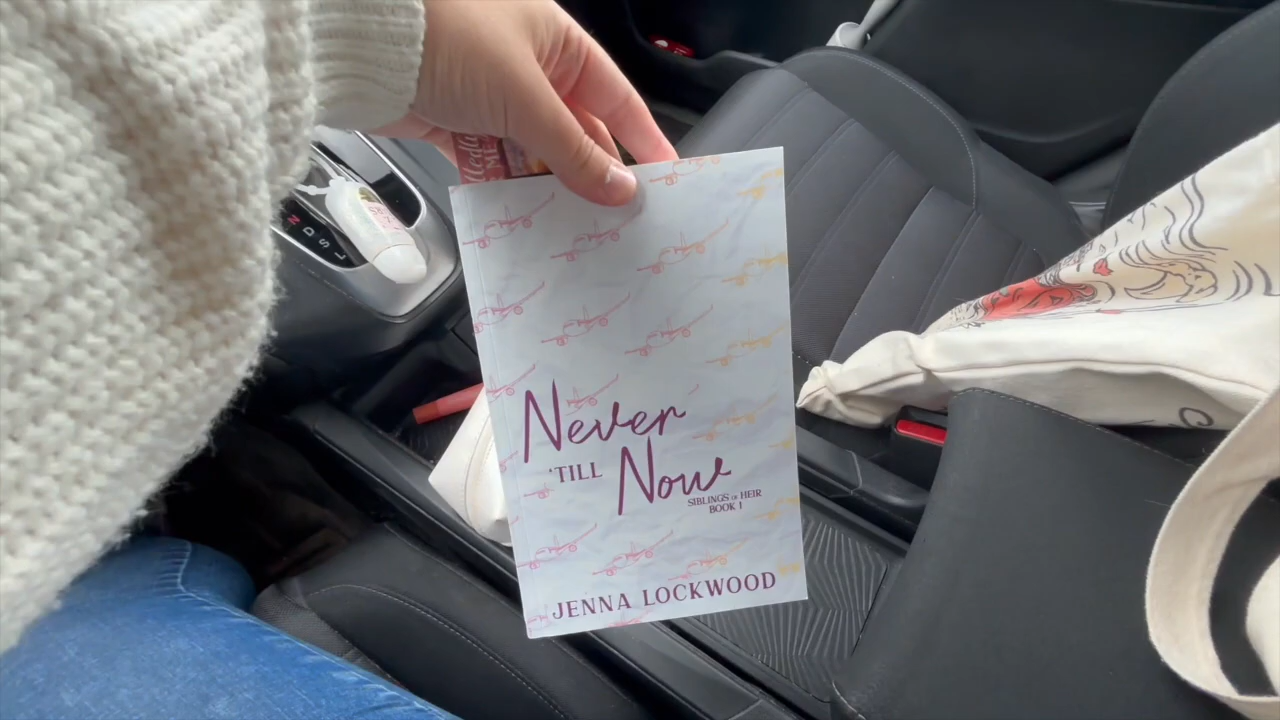 Never
'TILL
Now
SIBLINGS OF HEIR
BOOK 1
JENNA LOCKWOOD
N
D
S
L